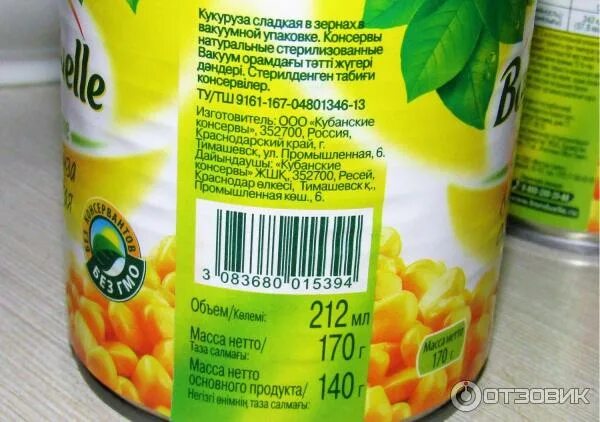 Кукуруза сладкая в зернах в
вакуумной упаковке. Консервы
натуральные стерилизованные
Вакуум орамдағы тәтті жүгері
дәндері. Стерилденген табиғи
консервілер.
ТУ/ТШ 9161-167-04801346-13
Изготовитель: ООО «Кубанские
консервы», 352700, Россия,
Краснодарский край, г.
Тимашевск, ул. Промышленная, 6.
Дайындаушы: «Кубанские
консервы» ЖШҚ, 352700, Ресей,
Краснодар өлкесі, Тимашевск қ.,
Промышленная көш., 6.
3 083680 015394
Объем/Көлемі: 212 мл
Масса нетто/
Таза салмағы: 170 г
Масса нетто
основного продукта/ 140 г
Негізгі өнімнің таза салмағы:
elle
БЕЗ КОНСЕРВАНТОВ
БЕЗ ГМО
Масса нетто
170 г
ОТЗОВИК